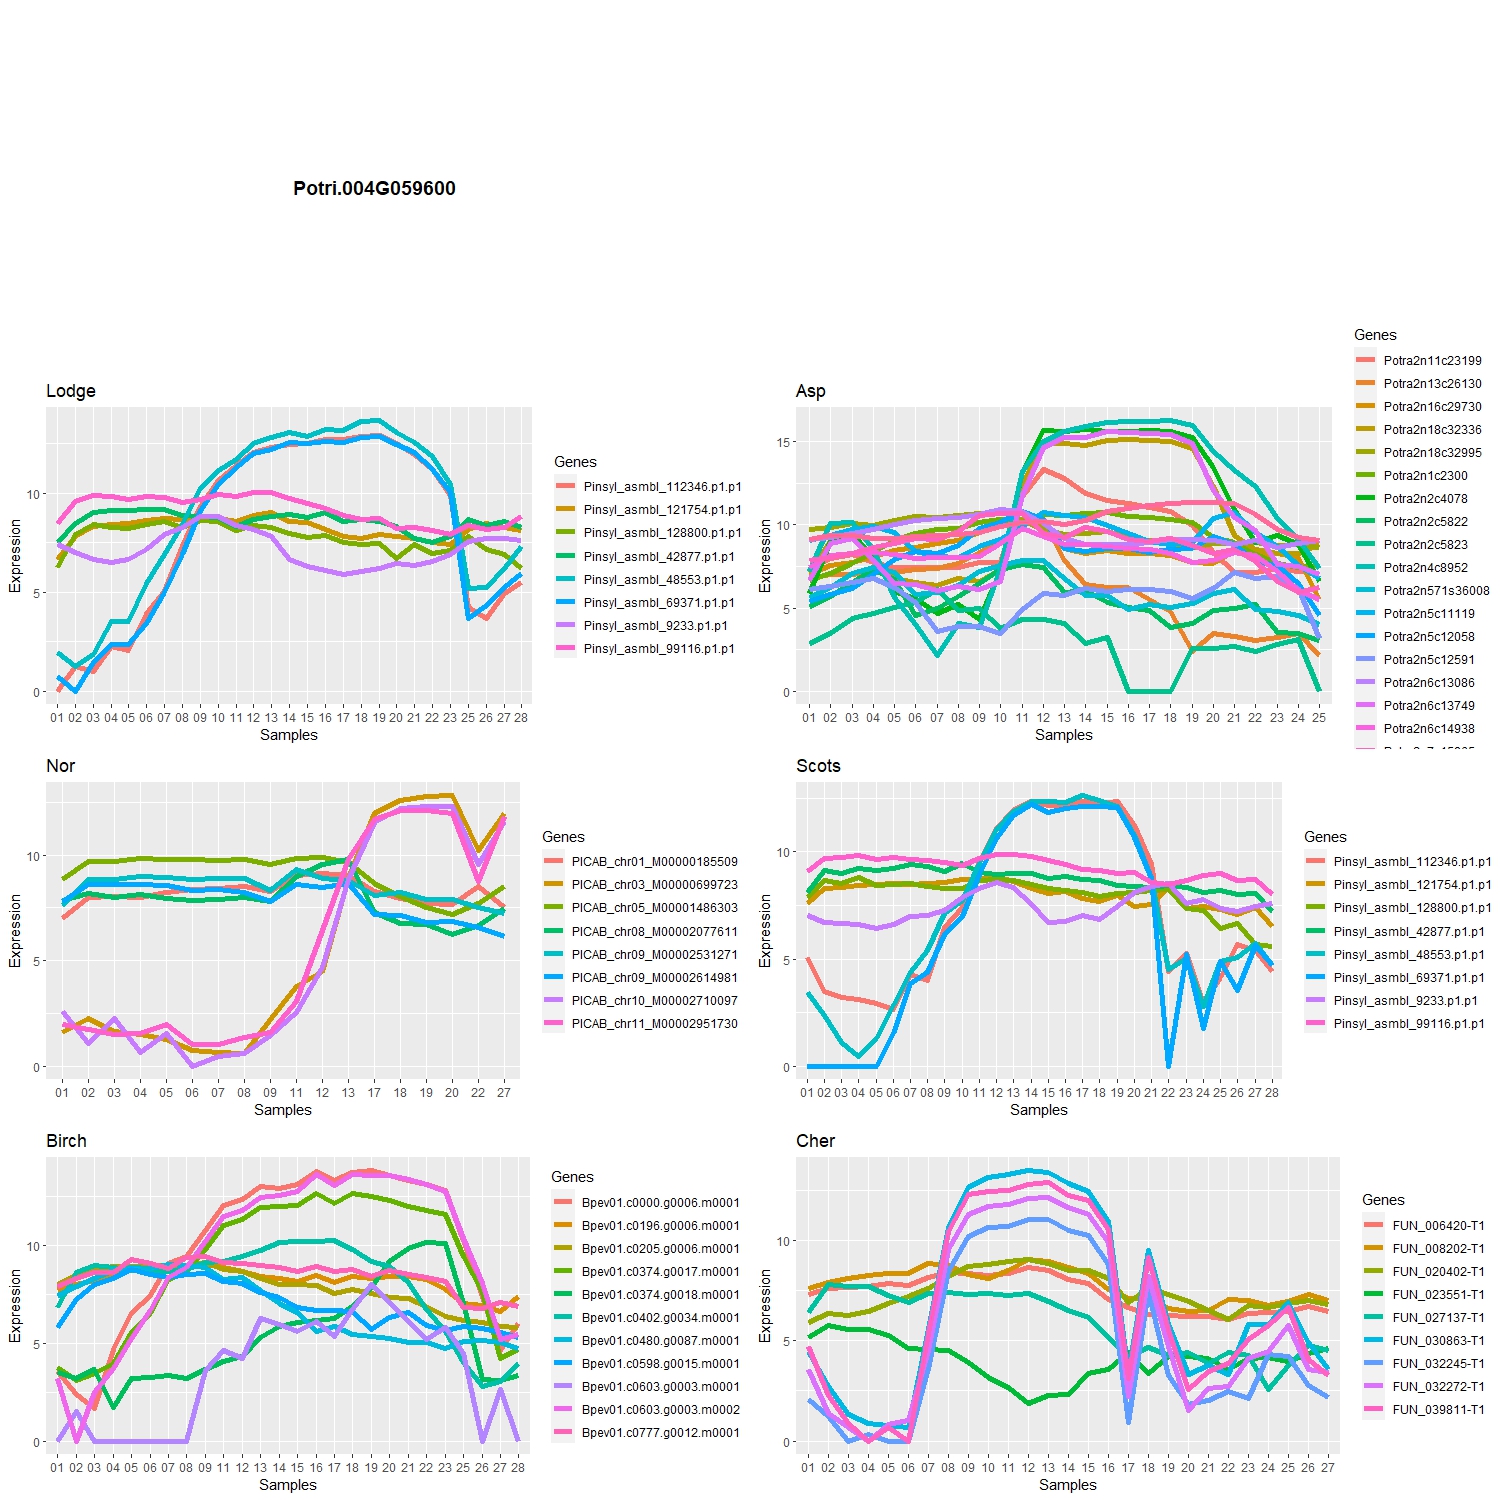 Potri.004G059600
Lodge
Expression
10
5
0
01 02 03 04 05 06 07 08 09 10 11 12 13 14 15 16 17 18 19 20 21 22 23 25 26 28
Samples
Genes
Pinsyl_asmbl_112346.p1.p1
Pinsyl_asmbl_121754.p1.p1
Pinsyl_asmbl_128800.p1.p1
Pinsyl_asmbl_42877.p1.p1
Pinsyl_asmbl_48553.p1.p1
Pinsyl_asmbl_69371.p1.p1
Pinsyl_asmbl_9233.p1.p1
Pinsyl_asmbl_99116.p1.p1
Asp
Expression
15
10
5
0
01 02 03 04 05 06 07 08 09 10 11 12 13 14 15 16 17 18 19 20 21 22 23 24 25
Samples
Genes
Potra2n11c23199
Potra2n13c26130
Potra2n16c29730
Potra2n18c32336
Potra2n18c32995
Potra2n1c2300
Potra2n2c4078
Potra2n2c5822
Potra2n2c5823
Potra2n4c8952
Potra2n571s36008
Potra2n5c11119
Potra2n5c12058
Potra2n5c12591
Potra2n6c13086
Potra2n6c13749
Potra2n6c14938
Nor
Expression
10
5
0
01 02 03 04 05 06 07 08 09 11 12 13 17 18 19 20 22 27
Samples
Genes
PICAB_chr01_M00000185509
PICAB_chr03_M00000699723
PICAB_chr05_M00001486303
PICAB_chr08_M00002077611
PICAB_chr09_M00002531271
PICAB_chr09_M00002614981
PICAB_chr10_M00002710097
PICAB_chr11_M00002951730
Scots
Expression
10
5
0
01 02 03 04 05 06 07 08 09 10 11 12 13 14 15 16 17 18 19 20 21 22 23 24 25 26 27 28
Samples
Genes
Pinsyl_asmbl_112346.p1.p1
Pinsyl_asmbl_121754.p1.p1
Pinsyl_asmbl_128800.p1.p1
Pinsyl_asmbl_42877.p1.p1
Pinsyl_asmbl_48553.p1.p1
Pinsyl_asmbl_69371.p1.p1
Pinsyl_asmbl_9233.p1.p1
Pinsyl_asmbl_99116.p1.p1
Birch
Expression
10
5
0
01 02 03 04 05 06 07 08 09 11 12 13 14 15 16 17 18 19 20 21 22 23 25 26 27 28
Samples
Genes
Bpev01.c0000.g0006.m0001
Bpev01.c0196.g0006.m0001
Bpev01.c0205.g0006.m0001
Bpev01.c0374.g0017.m0001
Bpev01.c0374.g0018.m0001
Bpev01.c0402.g0034.m0001
Bpev01.c0480.g0087.m0001
Bpev01.c0598.g0015.m0001
Bpev01.c0603.g0003.m0001
Bpev01.c0603.g0003.m0002
Bpev01.c0777.g0012.m0001
Cher
Expression
10
5
0
01 02 03 04 05 06 07 08 09 10 11 12 13 14 15 16 17 18 19 20 21 22 23 24 25 26 27
Samples
Genes
FUN_006420-T1
FUN_008202-T1
FUN_020402-T1
FUN_023551-T1
FUN_027137-T1
FUN_030863-T1
FUN_032245-T1
FUN_032272-T1
FUN_039811-T1